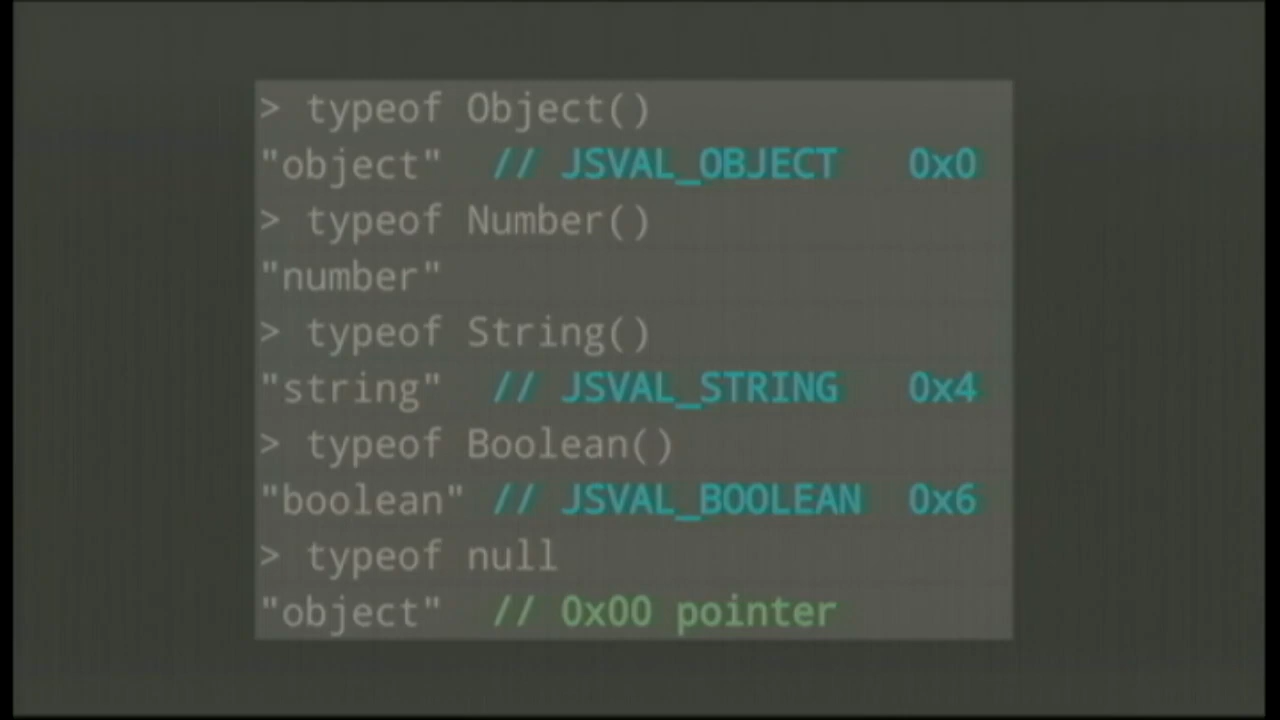 > typeof Object()
"object"  // JSVAL_OBJECT   0x0
> typeof Number()
"number"
> typeof String()
"string"  // JSVAL_STRING   0x4
> typeof Boolean()
"boolean" // JSVAL_BOOLEAN  0x6
> typeof null
"object"  // 0x00 pointer